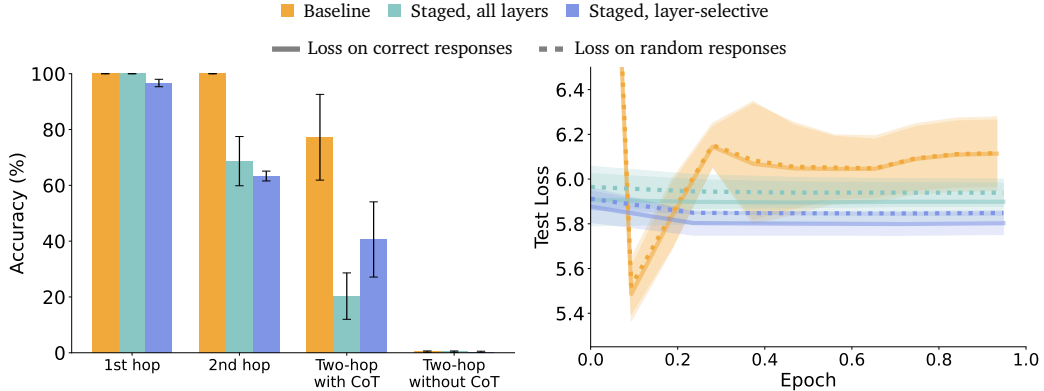 Baseline Staged, all layers Staged, layer-selective
Loss on correct responses Loss on random responses
Accuracy (%)
100
80
60
40
20
0
1st hop
2nd hop
Two-hop
with CoT
Two-hop
without CoT
Test Loss
6.4
6.2
6.0
5.8
5.6
5.4
0.0 0.2 0.4 0.6 0.8 1.0
Epoch